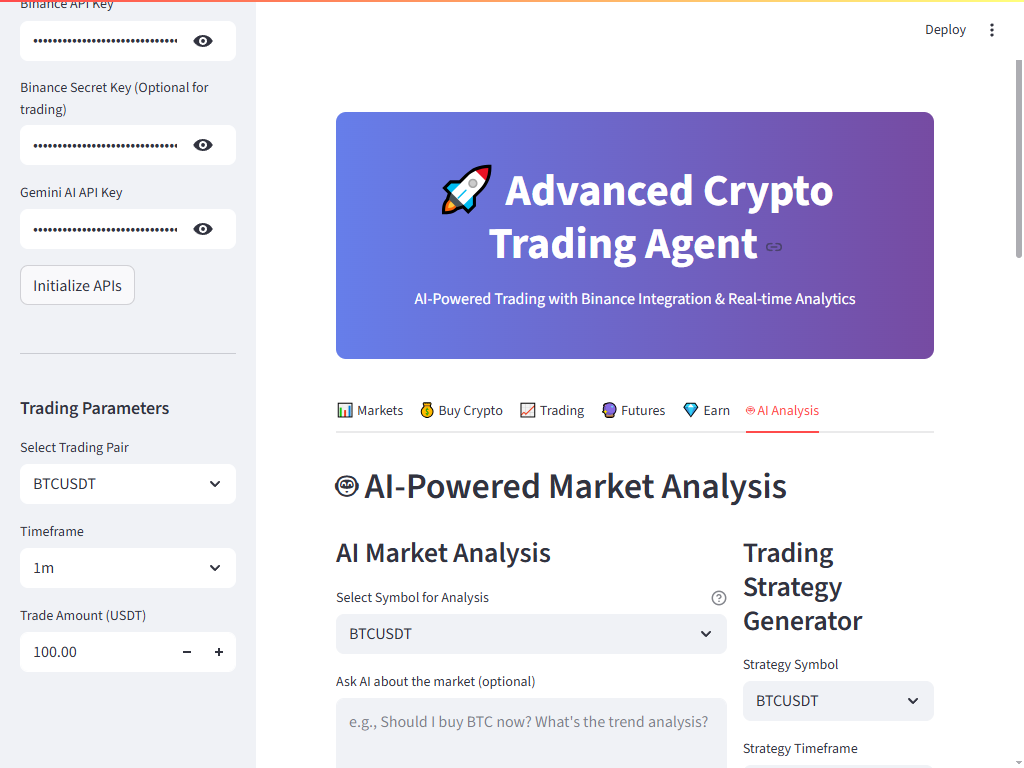 Binance API Key
Binance Secret Key (Optional for
trading)
Gemini AI API Key
Initialize APIs
Trading Parameters
Select Trading Pair
BTCUSDT
Timeframe
1m
Trade Amount (USDT)
100.00
Deploy
Advanced Crypto
Trading Agent
AI-Powered Trading with Binance Integration & Real-time Analytics
Markets
Buy Crypto
Trading
Futures
Earn
AI Analysis
AI-Powered Market Analysis
AI Market Analysis
Select Symbol for Analysis
BTCUSDT
Ask AI about the market (optional)
e.g., Should I buy BTC now? What's the trend analysis?
Trading
Strategy
Generator
Strategy Symbol
BTCUSDT
Strategy Timeframe